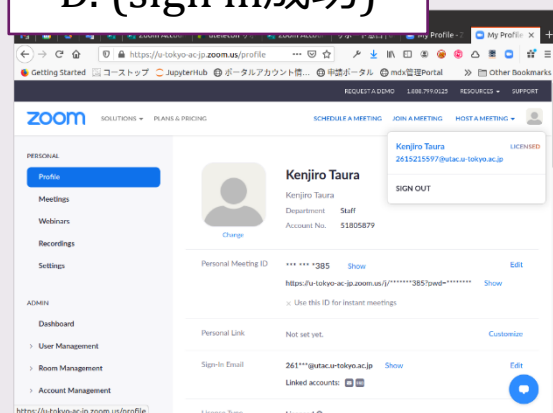 D. (Sign in成功)
My Profile - Z
My Profile
https://u-tokyo-ac-jp.zoom.us/profile
Getting Started コーストップ JupyterHub ポータルアカウント情... 申請ポータル mdx管理Portal Other Bookmarks
REQUEST A DEMO 1.888.799.0125 RESOURCES SUPPORT
zoom SOLUTIONS PLANS & PRICING SCHEDULE A MEETING JOIN A MEETING HOST A MEETING
Kenjiro Taura LICENSED
2615215597@utac.u-tokyo.ac.jp
SIGN OUT
PERSONAL
Profile
Meetings
Webinars
Recordings
Settings
ADMIN
Dashboard
User Management
Room Management
Account Management
Change
Kenjiro Taura
Kenjiro Taura
Department Staff
Account No. 51805879
Personal Meeting ID *** *** *385 Show Edit
https://u-tokyo-ac-jp.zoom.us/j/*******385?pwd=******** Show
× Use this ID for instant meetings
Personal Link Not set yet. Customize
Sign-In Email 261***@utac.u-tokyo.ac.jp Show Edit
Linked accounts:
https://u-tokyo-ac-jp.zoom.us/profile